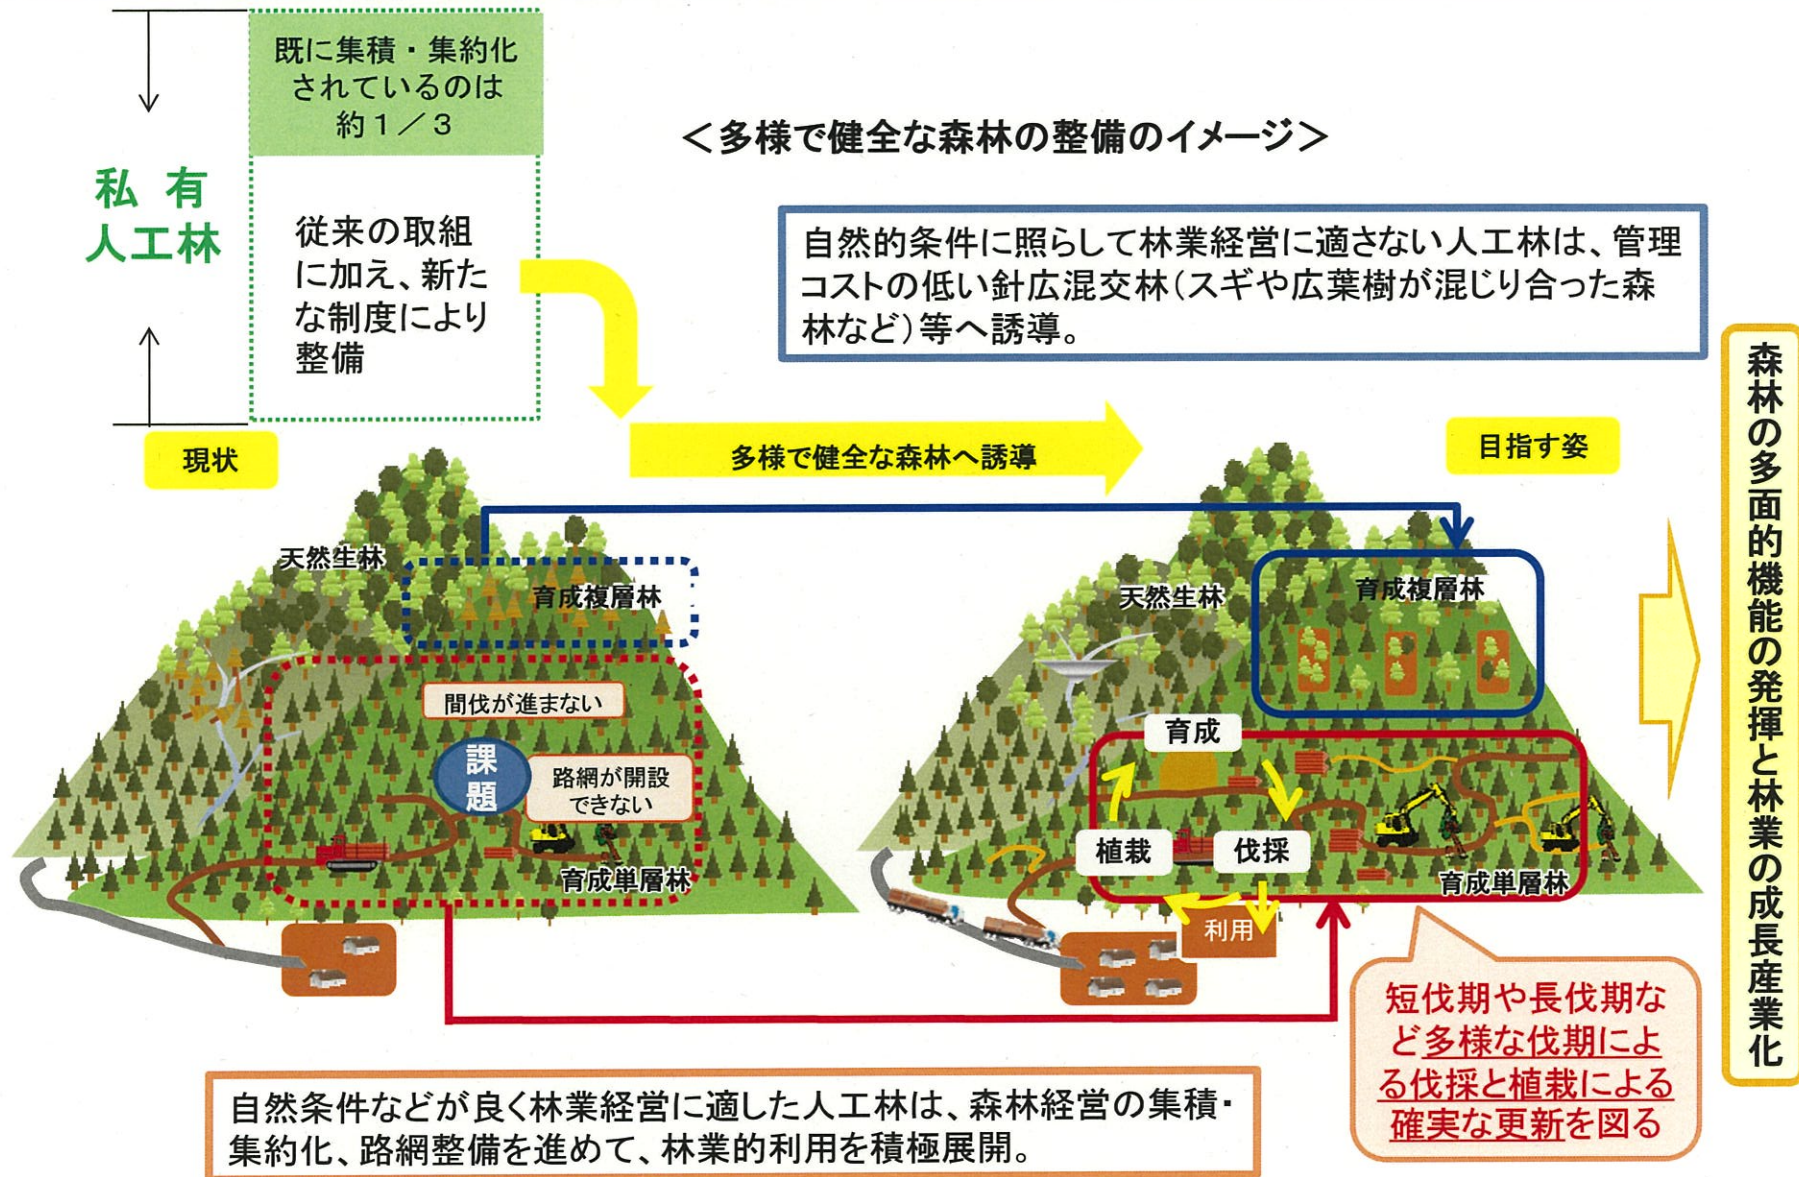 既に集積・集約化
されているのは
約1／3
私 有
人工林
従来の取組
に加え、新た
な制度により
整備
＜多様で健全な森林の整備のイメージ＞
自然的条件に照らして林業経営に適さない人工林は、管理
コストの低い針広混交林(スギや広葉樹が混じり合った森
林など)等へ誘導。
現状
多様で健全な森林へ誘導
目指す姿
天然生林
育成複層林
間伐が進まない
課
題
路網が開設
できない
育成単層林
天然生林
育成複層林
育成
植栽
伐採
育成単層林
利用
短伐期や長伐期な
ど多様な伐期によ
る伐採と植栽による
確実な更新を図る
自然条件などが良く林業経営に適した人工林は、森林経営の集積・
集約化、路網整備を進めて、林業的利用を積極展開。
森林の多面的機能の発揮と林業の成長産業化